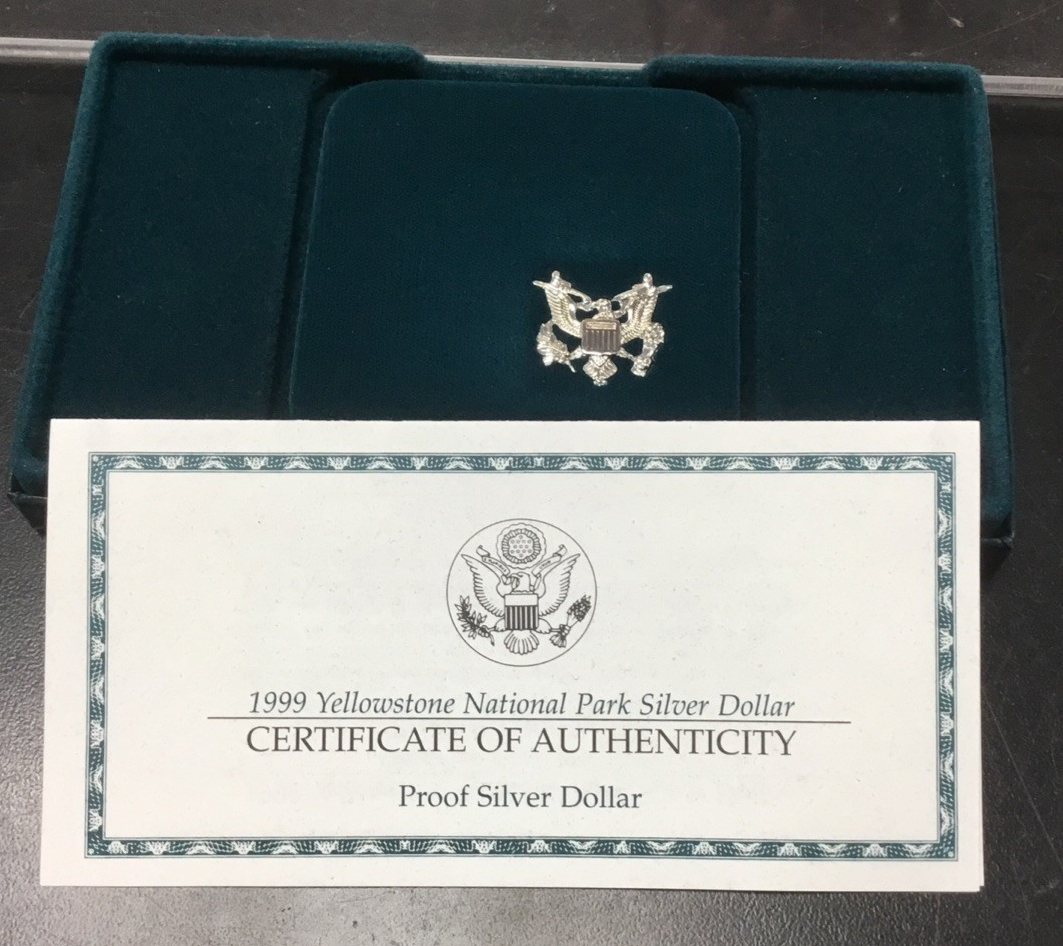 1999 Yellowstone National Park Silver Dollar
CERTIFICATE OF AUTHENTICITY
Proof Silver Dollar